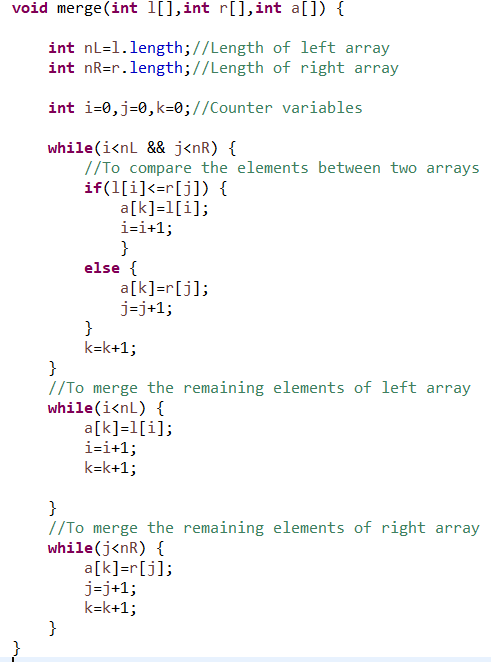 void merge(int l[],int r[],int a[]) {
int nL=l.length;//Length of left array
int nR=r.length;//Length of right array
int i=0,j=0,k=0;//Counter variables
while(i<nL && j<nR) {
//To compare the elements between two arrays
if(l[i]<=r[j]) {
a[k]=l[i];
i=i+1;
}
else {
a[k]=r[j];
j=j+1;
}
k=k+1;
}
//To merge the remaining elements of left array
while(i<nL) {
a[k]=l[i];
i=i+1;
k=k+1;
}
//To merge the remaining elements of right array
while(j<nR) {
a[k]=r[j];
j=j+1;
k=k+1;
}
}